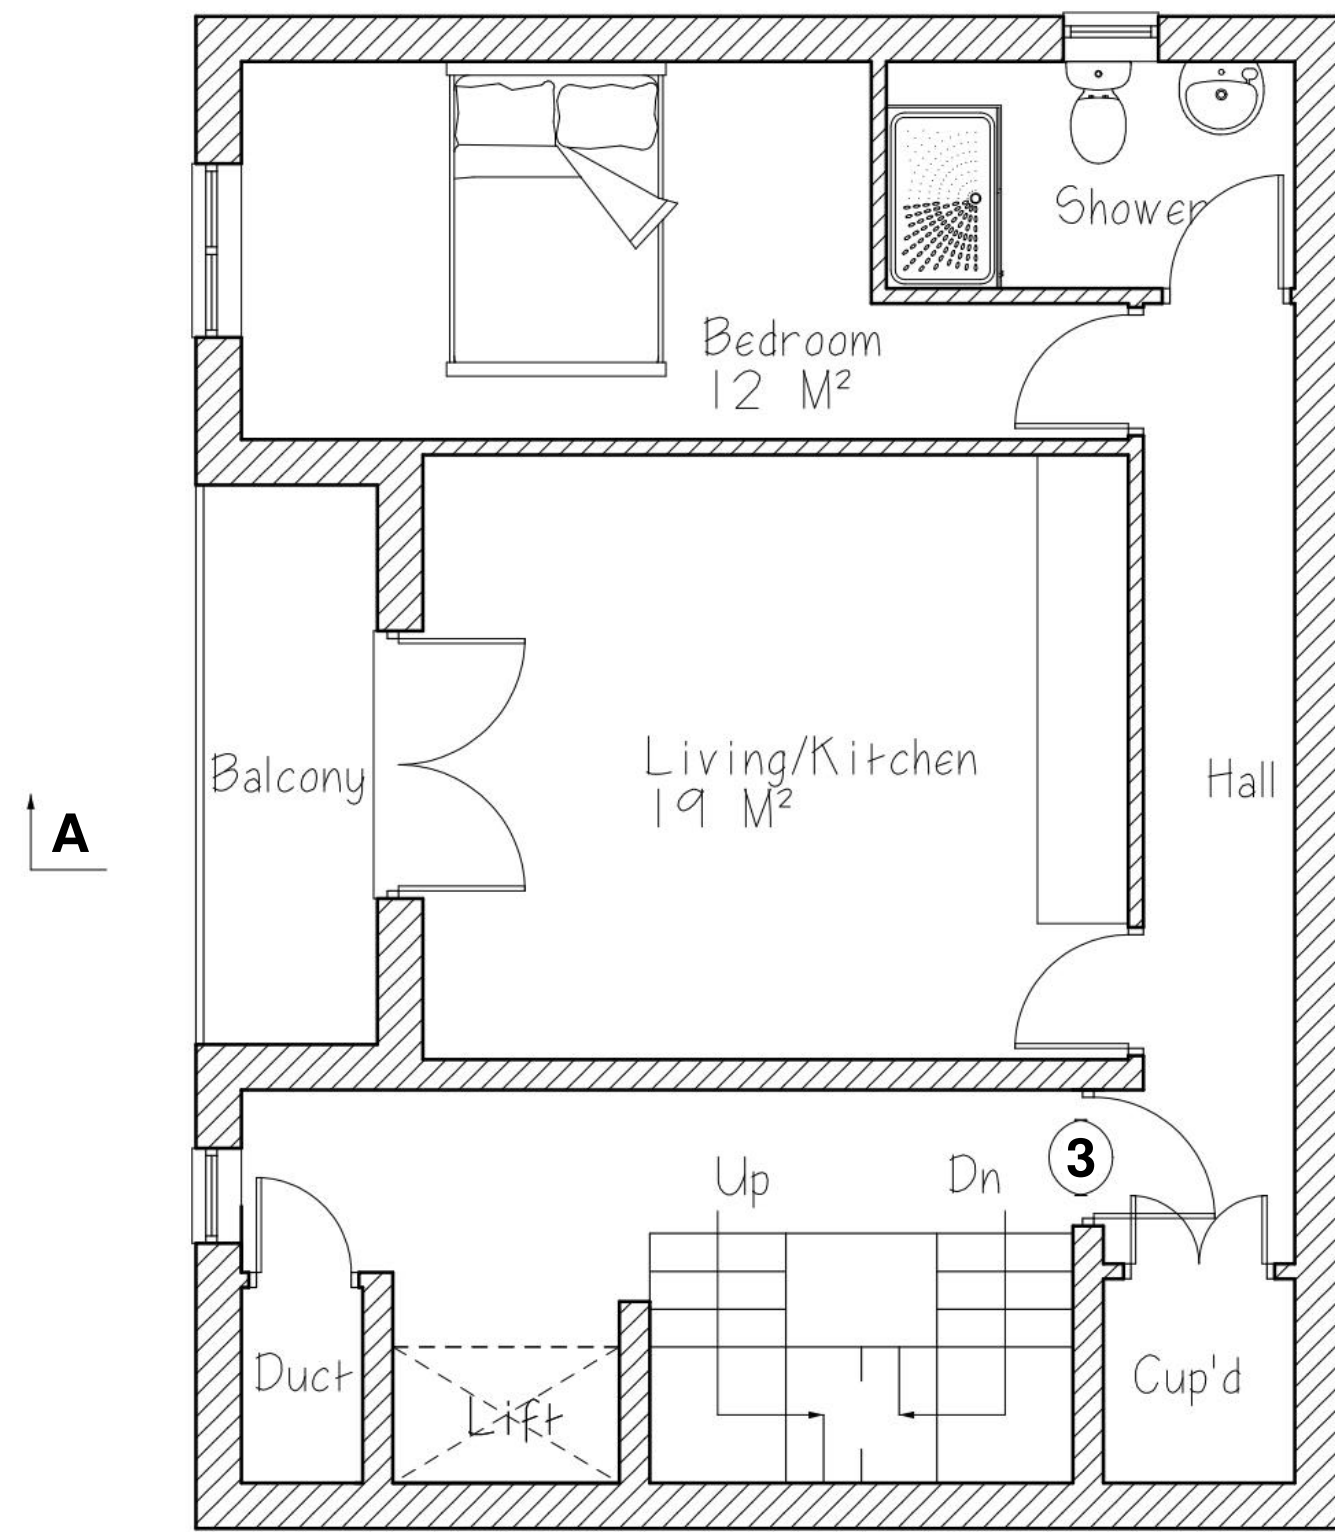 Shower
Bedroom
12 M²
Living/Kitchen
19 M²
Balcony
Hall
A
3
Up
Dn
Duct
Lift
Cup'd